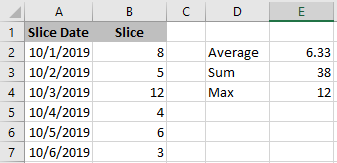 A B C D E
1 Slice Date Slice
2 10/1/2019 8 Average 6.33
3 10/2/2019 5 Sum 38
4 10/3/2019 12 Max 12
5 10/4/2019 4
6 10/5/2019 6
7 10/6/2019 3